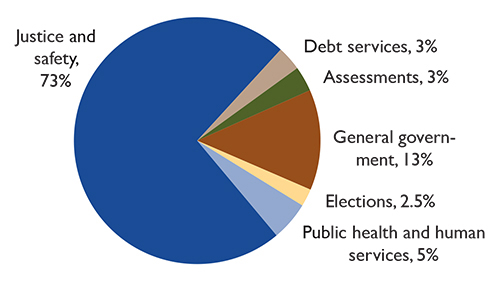 Justice and
safety,
73%
Debt services, 3%
Assessments, 3%
General govern-
ment, 13%
Elections, 2.5%
Public health and human
services, 5%